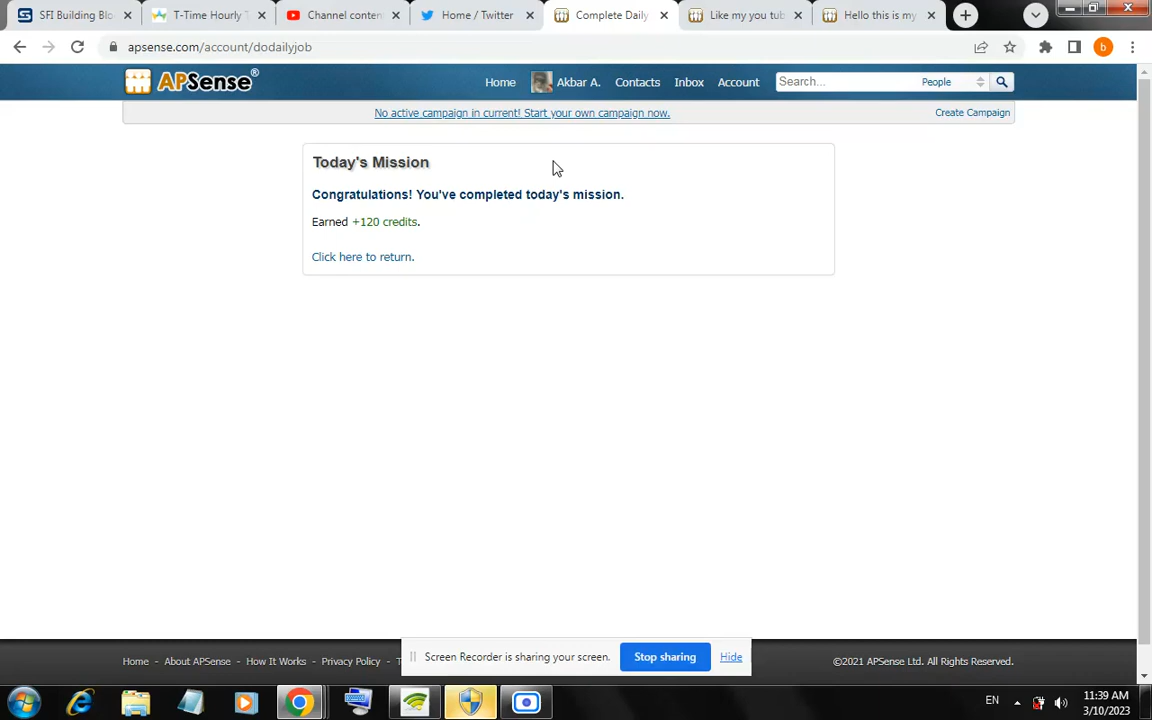 SFI Building Blo
T-Time Hourly T
Channel conten
Home / Twitter
Complete Daily
Like my you tub
Hello this is my
apsense.com/account/dodailyjob
b
APSense®
Home
Akbar A.
Contacts
Inbox
Account
Search...
People
No active campaign in current! Start your own campaign now.
Create Campaign
Today's Mission
Congratulations! You've completed today's mission.
Earned +120 credits.
Click here to return.
Screen Recorder is sharing your screen.
Stop sharing
Hide
Home - About APSense - How It Works - Privacy Policy - T
©2021 APSense Ltd. All Rights Reserved.
EN
11:39 AM
3/10/2023